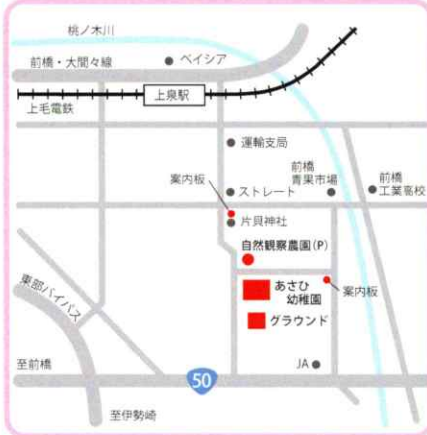 桃ノ木川
前橋・大間々線
ベイシア
上泉駅
上毛電鉄
運輸支局
案内板
ストレート
前橋
青果市場
前橋
工業高校
片貝神社
自然観察農園(P)
あさひ
幼稚園
案内板
グラウンド
東部バイパス
JA
至前橋
50
至伊勢崎